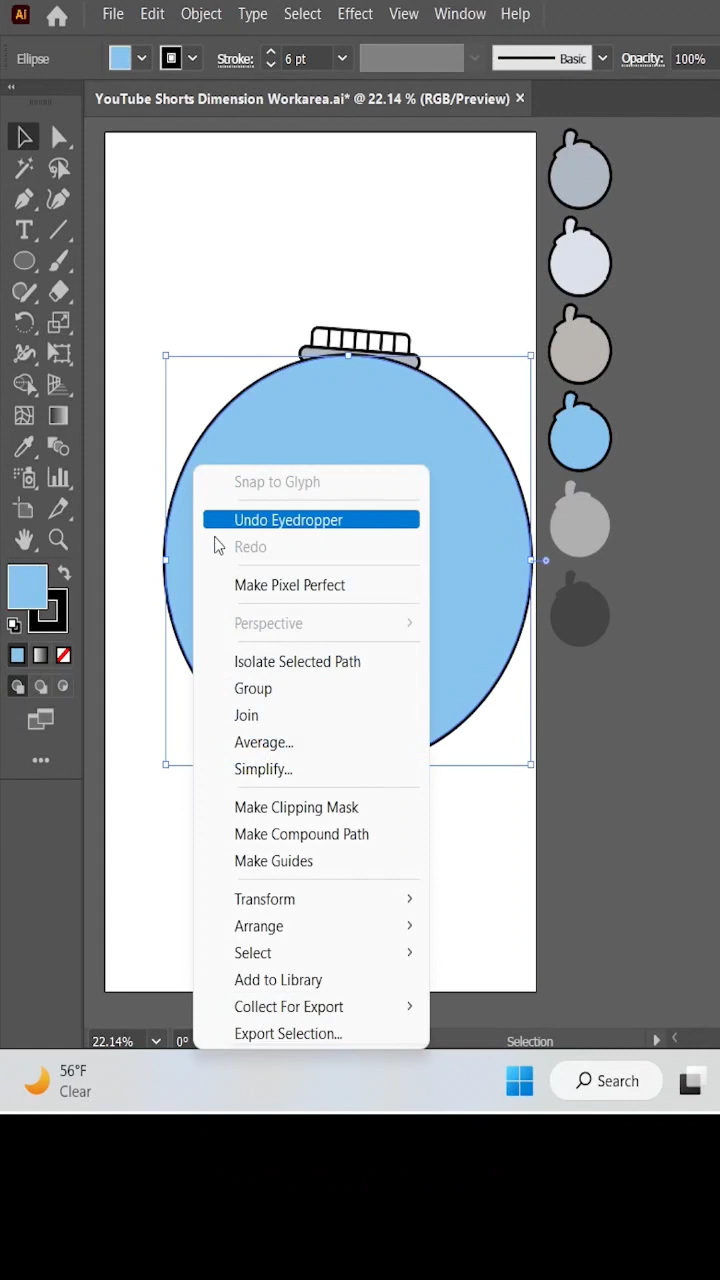 Ai File Edit Object Type Select Effect View Window Help
Ellipse Stroke: 6 pt Basic Opacity: 100%
YouTube Shorts Dimension Workarea.ai* @ 22.14 % (RGB/Preview) ×
Snap to Glyph
Undo Eyedropper
Redo
Make Pixel Perfect
Perspective
Isolate Selected Path
Group
Join
Average...
Simplify...
Make Clipping Mask
Make Compound Path
Make Guides
Transform
Arrange
Select
Add to Library
Collect For Export
Export Selection...
22.14% 0° Selection
56°F
Clear
Search